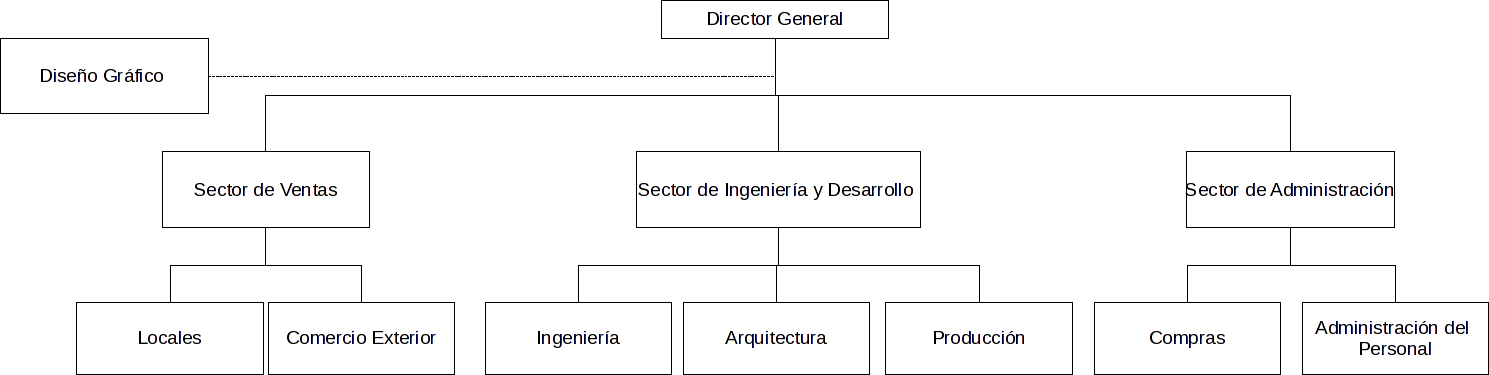 Director General
Diseño Gráfico
Sector de Ventas
Sector de Ingeniería y Desarrollo
Sector de Administración
Locales
Comercio Exterior
Ingeniería
Arquitectura
Producción
Compras
Administración del
Personal